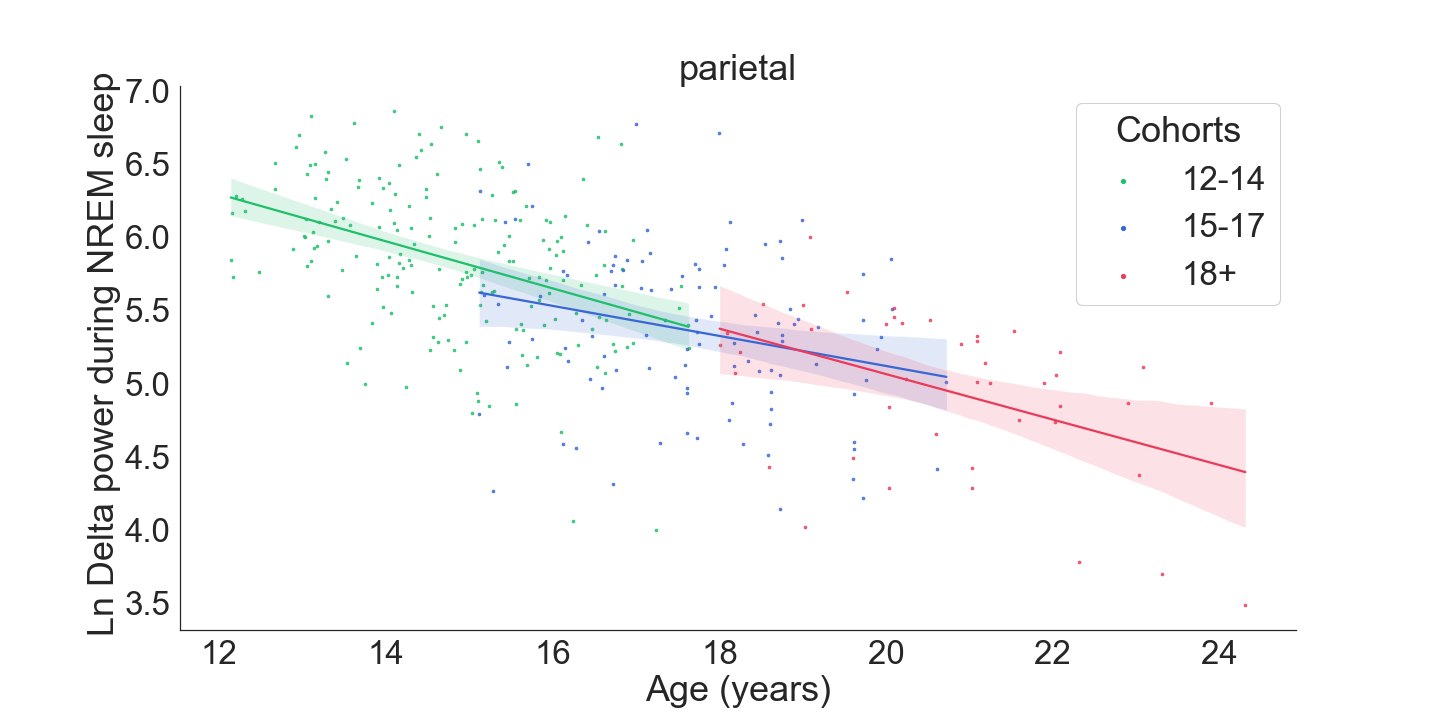 parietal
Ln Delta power during NREM sleep
7.0
6.5
6.0
5.5
5.0
4.5
4.0
3.5
Cohorts
12-14
15-17
18+
12 14 16 18 20 22 24
Age (years)